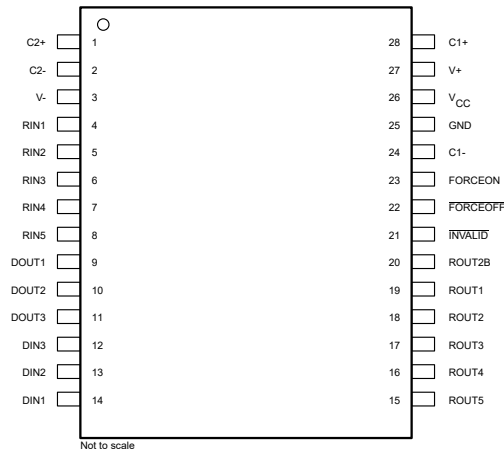 C2+ 1 28 C1+
C2- 2 27 V+
V- 3 26 VCC
RIN1 4 25 GND
RIN2 5 24 C1-
RIN3 6 23 FORCEON
RIN4 7 22 FORCEOFF
RIN5 8 21 INVALID
DOUT1 9 20 ROUT2B
DOUT2 10 19 ROUT1
DOUT3 11 18 ROUT2
DIN3 12 17 ROUT3
DIN2 13 16 ROUT4
DIN1 14 15 ROUT5
Not to scale